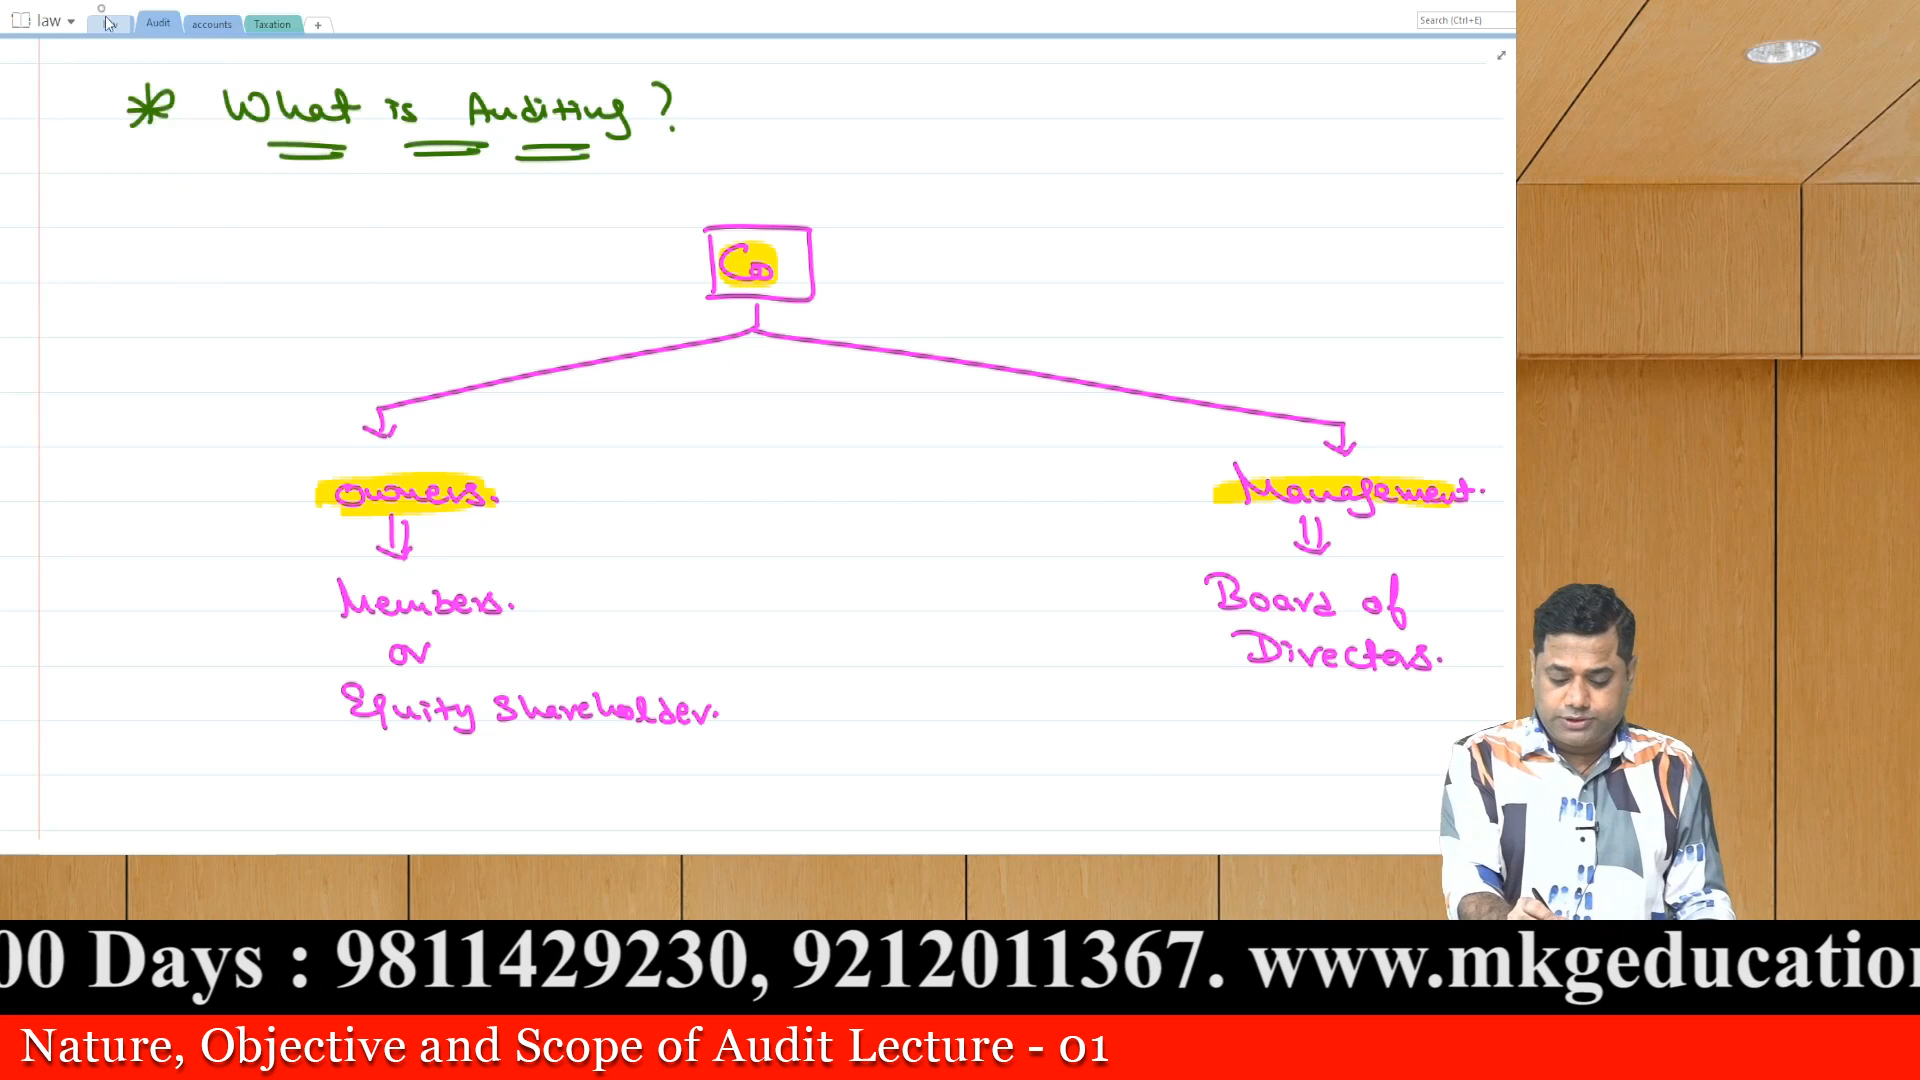 law
Audit
accounts
Taxation
+
Search (Ctrl+E)
* What is Auditing?
Co
Owners.
Management.
Members.
or
Equity Shareholder.
Board of
Directors.
00 Days : 9811429230, 9212011367. www.mkgeducation
Nature, Objective and Scope of Audit Lecture - 01